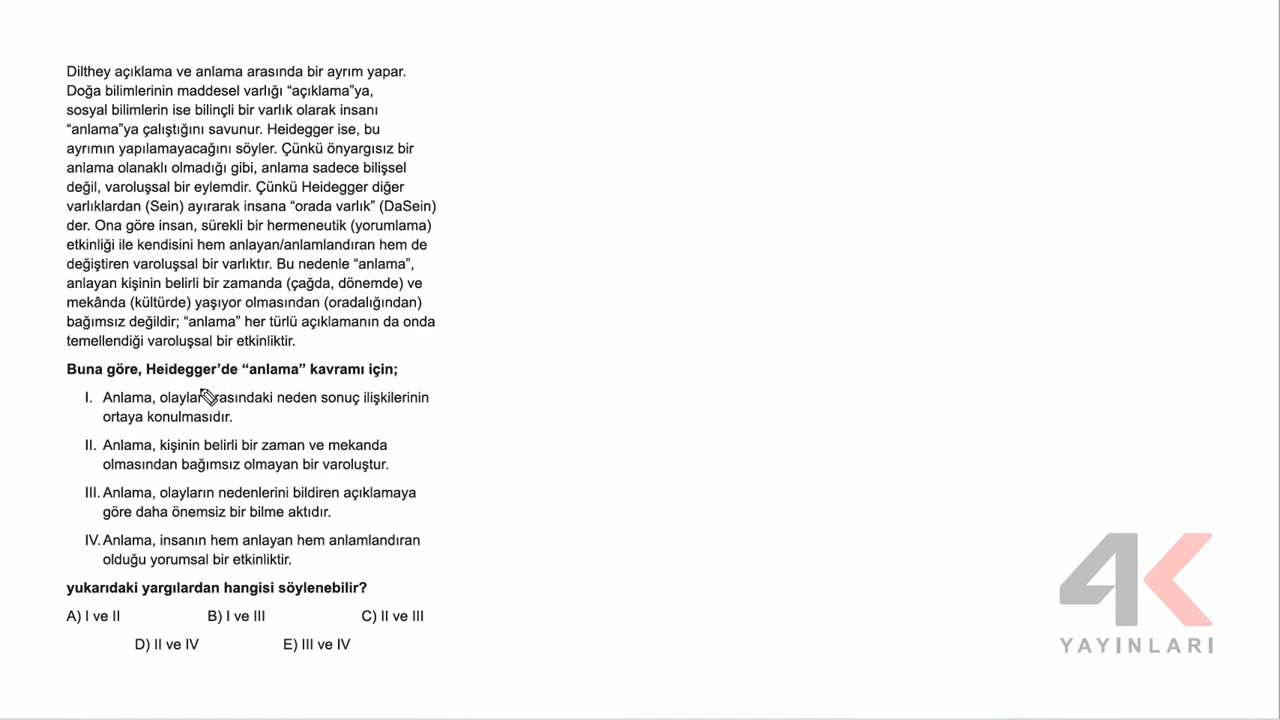 Dilthey açıklama ve anlama arasında bir ayrım yapar.
Doğa bilimlerinin maddesel varlığı “açıklama”ya,
sosyal bilimlerin ise bilinçli bir varlık olarak insanı
“anlama”ya çalıştığını savunur. Heidegger ise, bu
ayrımın yapılamayacağını söyler. Çünkü önyargısız bir
anlama olanaklı olmadığı gibi, anlama sadece bilişsel
değil, varoluşsal bir eylemdir. Çünkü Heidegger diğer
varlıklardan (Sein) ayırarak insana “orada varlık” (DaSein)
der. Ona göre insan, sürekli bir hermeneutik (yorumlama)
etkinliği ile kendisini hem anlayan/anlamlandıran hem de
değiştiren varoluşsal bir varlıktır. Bu nedenle “anlama”,
anlayan kişinin belirli bir zamanda (çağda, dönemde) ve
mekânda (kültürde) yaşıyor olmasından (oradalığından)
bağımsız değildir; “anlama” her türlü açıklamanın da onda
temellendiği varoluşsal bir etkinliktir.
Buna göre, Heidegger’de “anlama” kavramı için;
I. Anlama, olaylar arasındaki neden sonuç ilişkilerinin
ortaya konulmasıdır.
II. Anlama, kişinin belirli bir zaman ve mekanda
olmasından bağımsız olmayan bir varoluştur.
III. Anlama, olayların nedenlerini bildiren açıklamaya
göre daha önemsiz bir bilme aktıdır.
IV. Anlama, insanın hem anlayan hem anlamlandıran
olduğu yorumsal bir etkinliktir.
yukarıdaki yargılardan hangisi söylenebilir?
A) I ve II B) I ve III C) II ve III
D) II ve IV E) III ve IV
4K
YAYINLARI